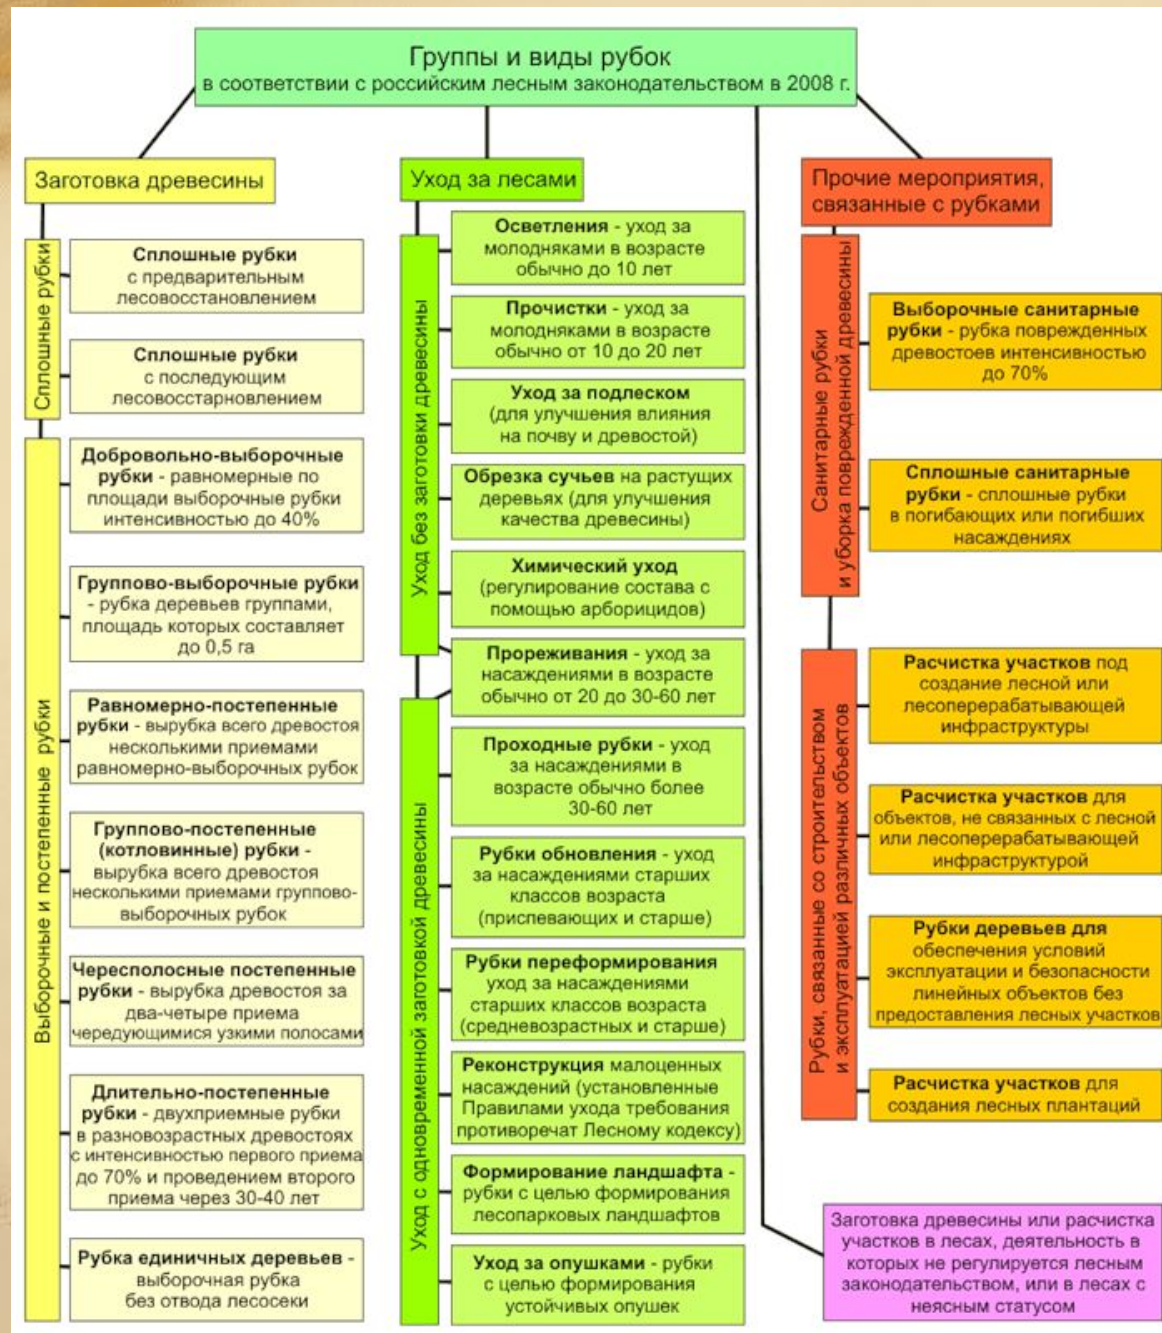 Группы и виды рубок
в соответствии с российским лесным законодательством в 2008 г.
Заготовка древесины
Сплошные рубки
Сплошные рубки
с предварительным
лесовосстановлением
Сплошные рубки
с последующим
лесовосстарновлением
Выборочные и постепенные рубки
Добровольно-выборочные
рубки - равномерные по
площади выборочные рубки
интенсивностью до 40%
Группово-выборочные рубки
- рубка деревьев группами,
площадь которых составляет
до 0,5 га
Равномерно-постепенные
рубки - вырубка всего древостоя
несколькими приемами
равномерно-выборочных рубок
Группово-постепенные
(котловинные) рубки -
вырубка всего древостоя
несколькими приемами группово-
выборочных рубок
Чересполосные постепенные
рубки - вырубка древостоя за
два-четыре приема
чередующимися узкими полосами
Длительно-постепенные
рубки - двухприемные рубки
в разновозрастных древостоях
с интенсивностью первого приема
до 70% и проведением второго
приема через 30-40 лет
Рубка единичных деревьев -
выборочная рубка
без отвода лесосеки
Уход за лесами
Уход без заготовки древесины
Осветления - уход за
молодняками в возрасте
обычно до 10 лет
Прочистки - уход за
молодняками в возрасте
обычно от 10 до 20 лет
Уход за подлеском
(для улучшения влияния
на почву и древостой)
Обрезка сучьев на растущих
деревьях (для улучшения
качества древесины)
Химический уход
(регулирование состава с
помощью арборицидов)
Уход с одновременной заготовкой древесины
Прореживания - уход за
насаждениями в возрасте
обычно от 20 до 30-60 лет
Проходные рубки - уход
за насаждениями в
возрасте обычно более
30-60 лет
Рубки обновления - уход
за насаждениями старших
классов возраста
(приспевающих и старше)
Рубки переформирования
уход за насаждениями
старших классов возраста
(средневозрастных и старше)
Реконструкция малоценных
насаждений (установленные
Правилами ухода требования
противоречат Лесному кодексу)
Формирование ландшафта -
рубки с целью формирования
лесопарковых ландшафтов
Уход за опушками - рубки
с целью формирования
устойчивых опушек
Прочие мероприятия,
связанные с рубками
Санитарные рубки
и уборка поврежденной древесины
Выборочные санитарные
рубки - рубка поврежденных
древостоев интенсивностью
до 70%
Сплошные санитарные
рубки - сплошные рубки
в погибающих или погибших
насаждениях
Рубки, связанные со строительством
и эксплуатацией различных объектов
Расчистка участков под
создание лесной или
лесоперерабатывающей
инфраструктуры
Расчистка участков для
объектов, не связанных с лесной
или лесоперерабатывающей
инфраструктурой
Рубки деревьев для
обеспечения условий
эксплуатации и безопасности
линейных объектов без
предоставления лесных участков
Расчистка участков для
создания лесных плантаций
Заготовка древесины или расчистка
участков в лесах, деятельность в
которых не регулируется лесным
законодательством, или в лесах с
неясным статусом